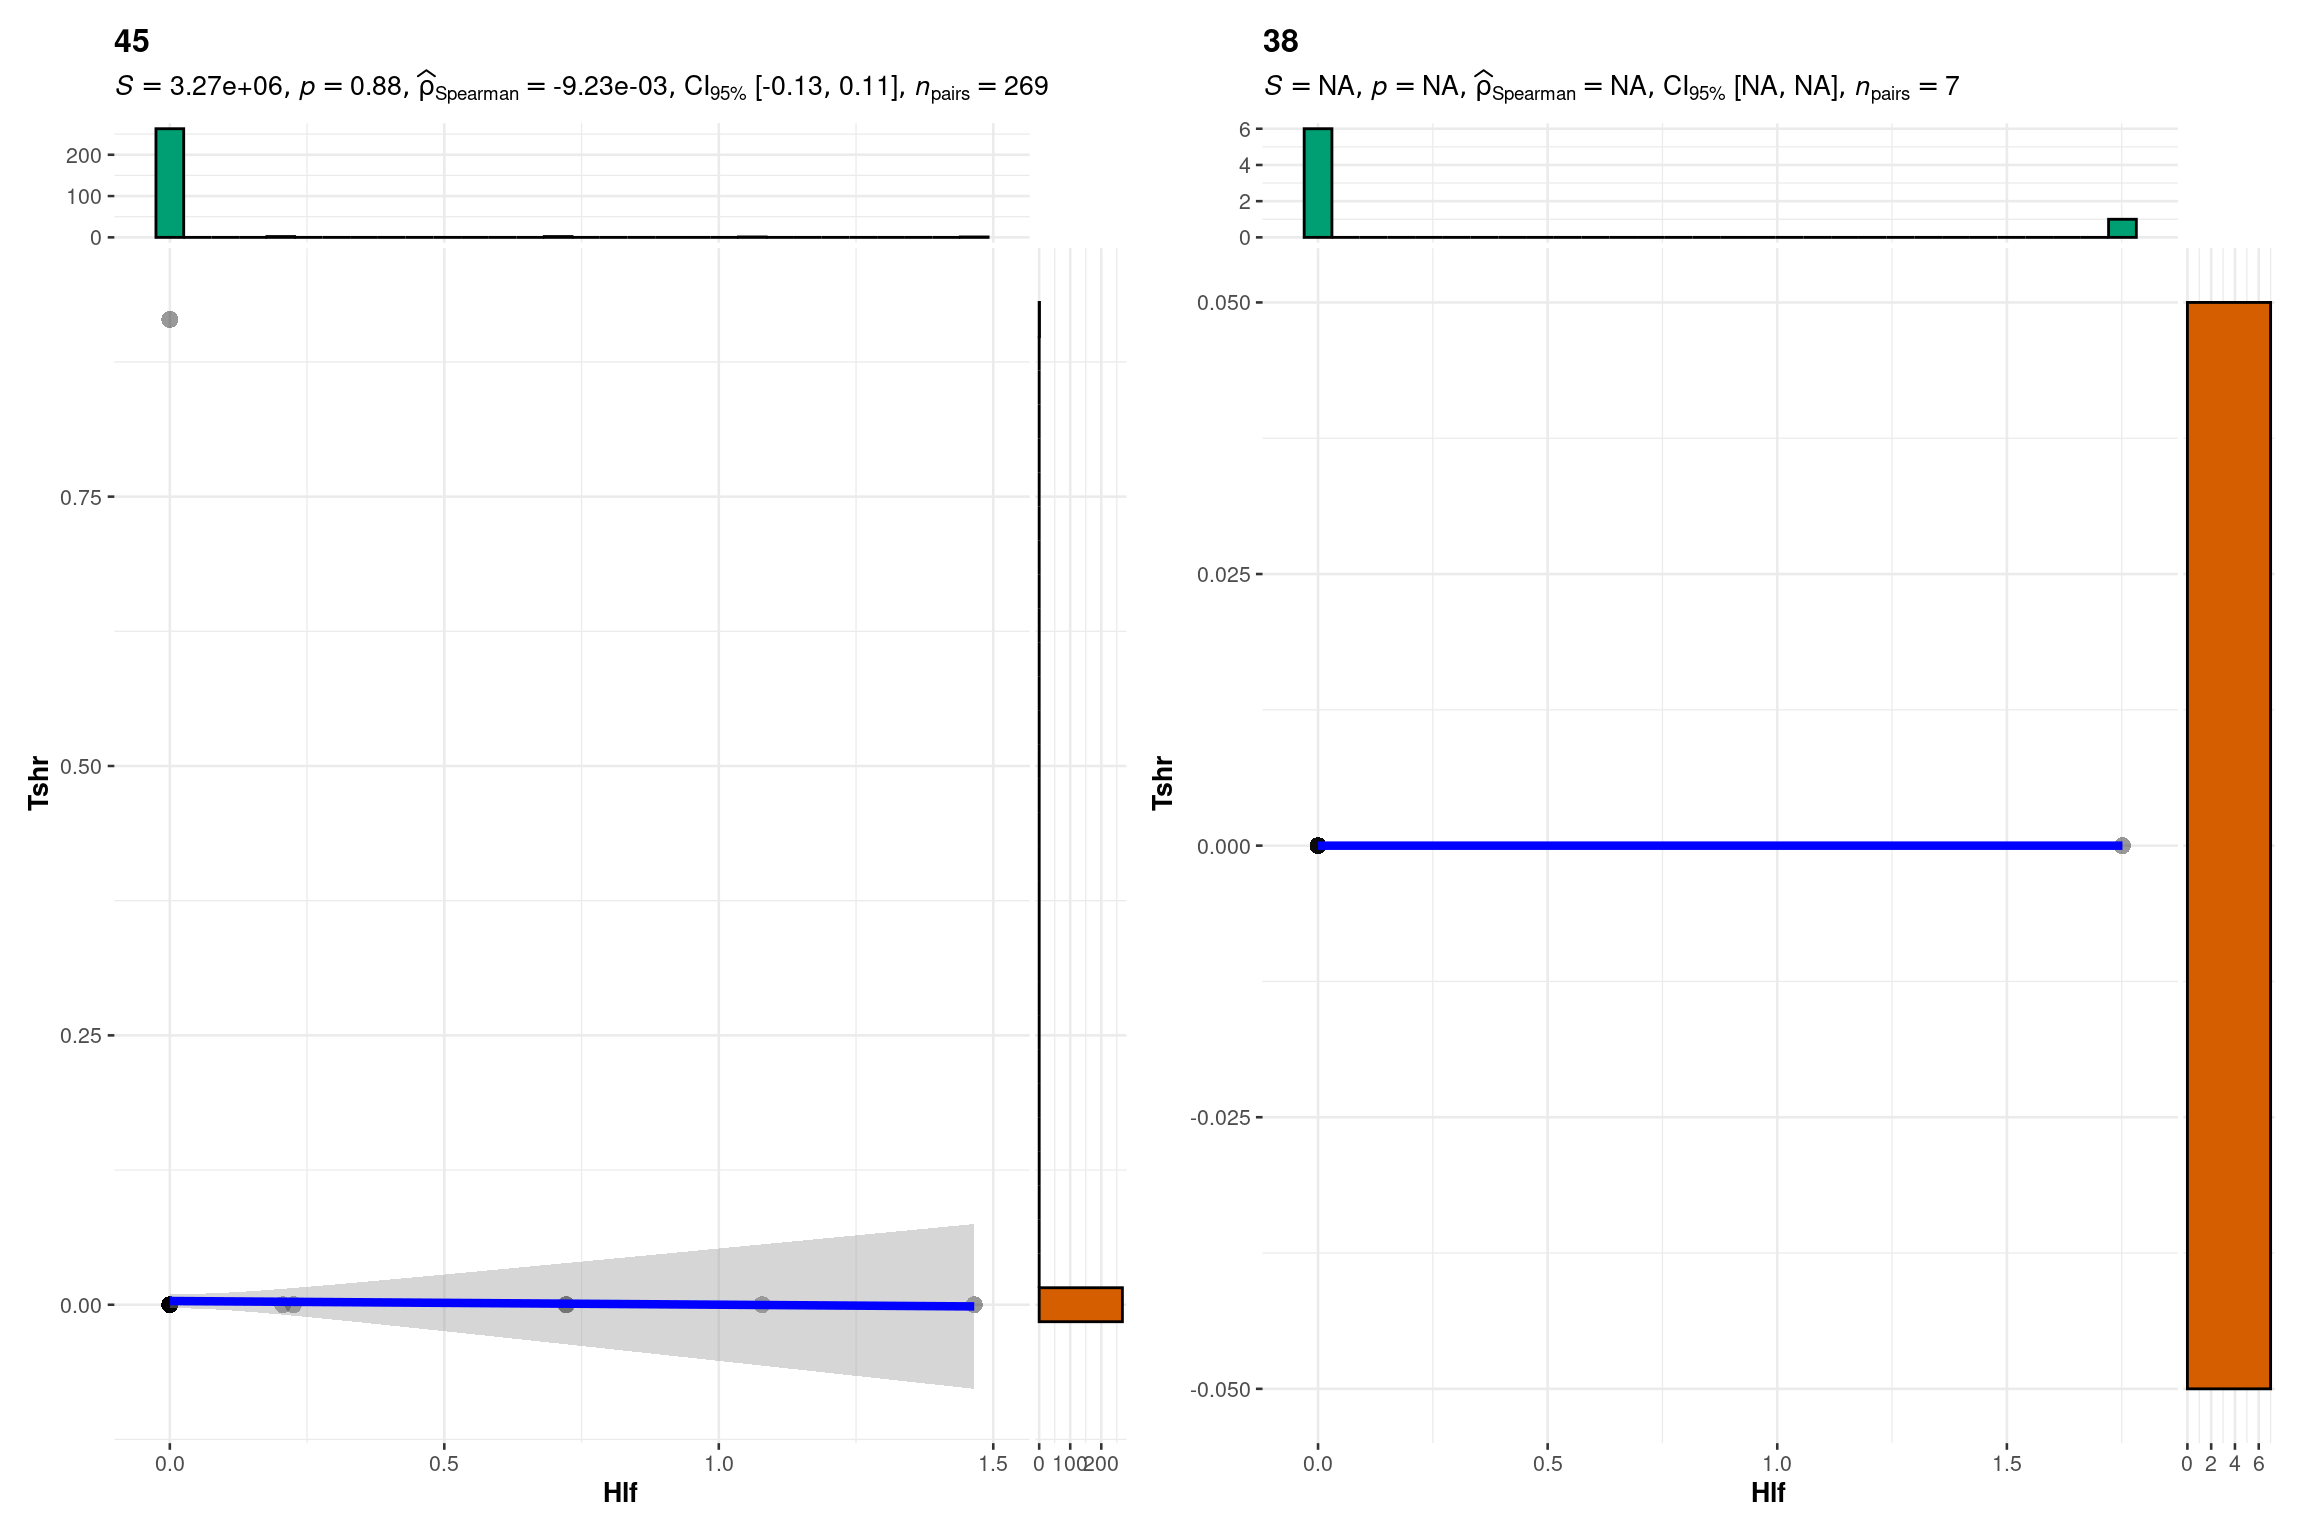 45
S = 3.27e+06, p = 0.88, ρ̂Spearman = -9.23e-03, CI95% [-0.13, 0.11], npairs = 269
200
100
0
0.75
0.50
0.25
0.00
Tshr
0.0 0.5 1.0 1.5 0 100 200
Hlf
38
S = NA, p = NA, ρ̂Spearman = NA, CI95% [NA, NA], npairs = 7
6
4
2
0
0.050
0.025
0.000
-0.025
-0.050
Tshr
0.0 0.5 1.0 1.5 0 2 4 6
Hlf